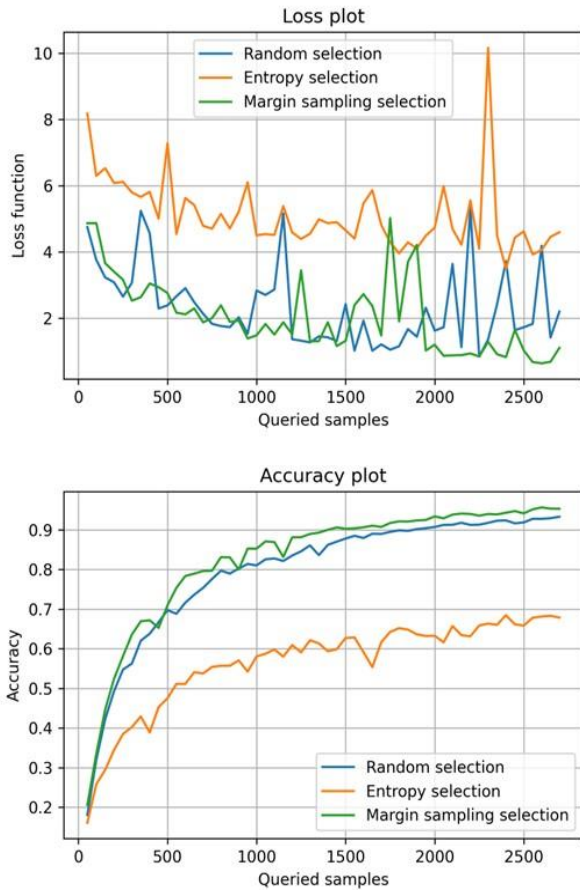 Loss plot
10
8
6
4
2
Loss function
Random selection
Entropy selection
Margin sampling selection
0 500 1000 1500 2000 2500
Queried samples
Accuracy plot
0.9
0.8
0.7
0.6
0.5
0.4
0.3
0.2
Accuracy
Random selection
Entropy selection
Margin sampling selection
0 500 1000 1500 2000 2500
Queried samples